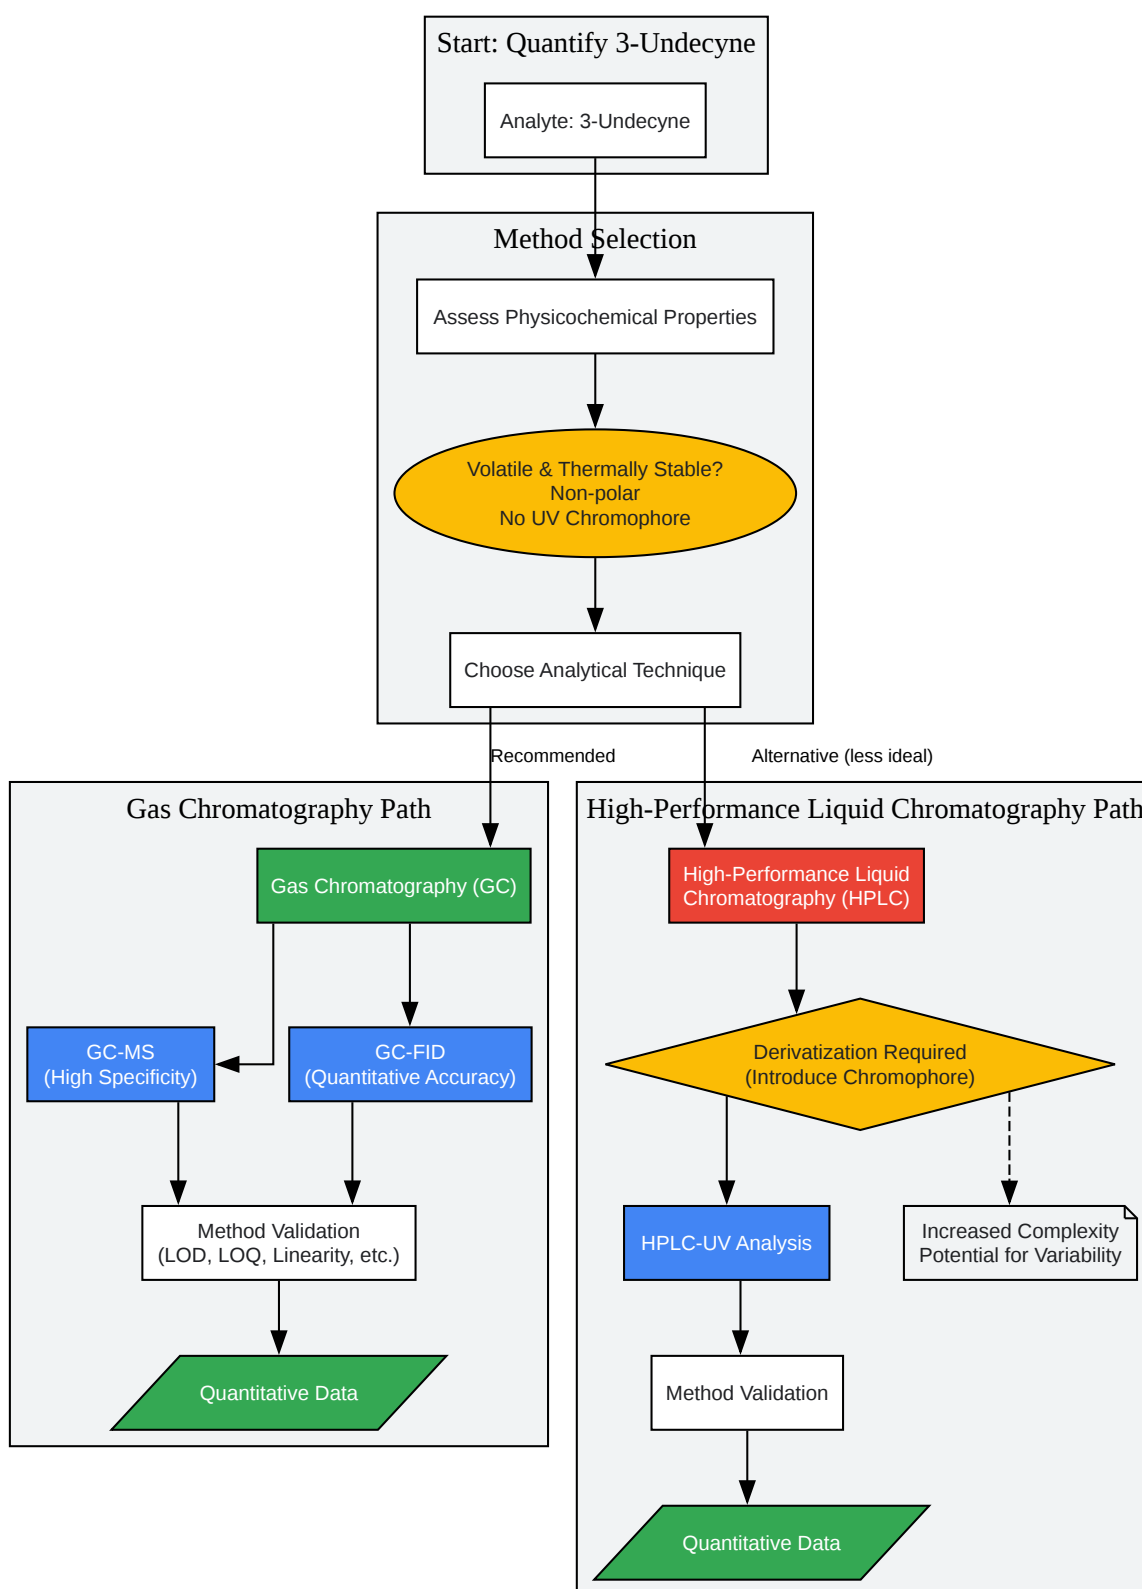 Start: Quantify 3-Undecyne
Analyte: 3-Undecyne
Method Selection
Assess Physicochemical Properties
Volatile & Thermally Stable?
Non-polar
No UV Chromophore
Choose Analytical Technique
Recommended
Alternative (less ideal)
Gas Chromatography Path
Gas Chromatography (GC)
GC-MS
(High Specificity)
GC-FID
(Quantitative Accuracy)
Method Validation
(LOD, LOQ, Linearity, etc.)
Quantitative Data
High-Performance Liquid Chromatography Path
High-Performance Liquid
Chromatography (HPLC)
Derivatization Required
(Introduce Chromophore)
HPLC-UV Analysis
Increased Complexity
Potential for Variability
Method Validation
Quantitative Data